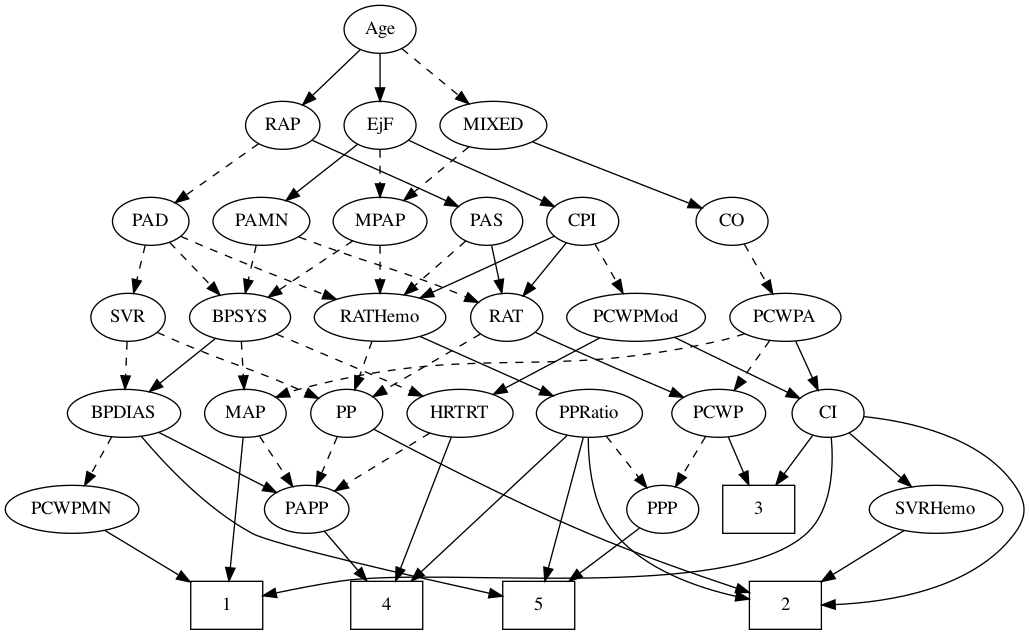 Age
RAP EjF MIXED
PAD PAMN MPAP PAS CPI CO
SVR BPSYS RATHemo RAT PCWPMod PCWPA
BPDIAS MAP PP HRTRT PPRatio PCWP CI
PCWPMN PAPP PPP 3 SVRHemo
1 4 5 2